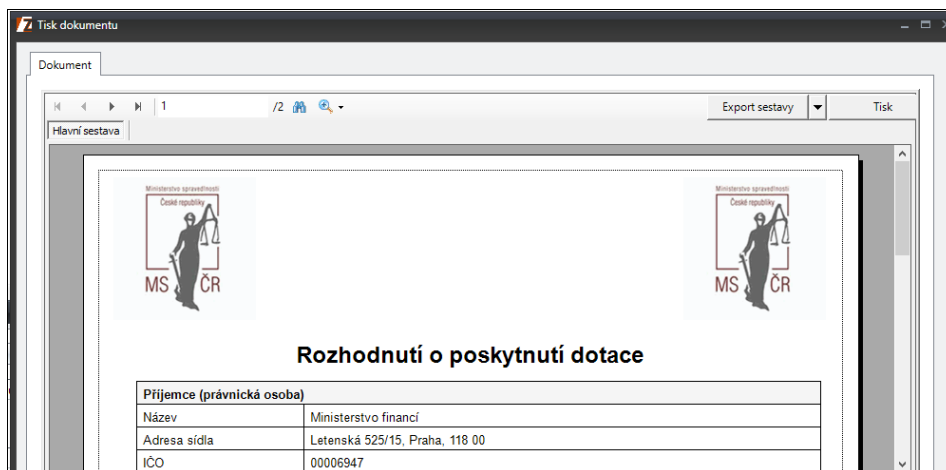 Tisk dokumentu
Dokument
1 /2 Export sestavy Tisk
Hlavní sestava
Ministerstvo spravedlnosti Ministerstvo spravedlnosti
České republiky České republiky
MS ČR MS ČR
Rozhodnutí o poskytnutí dotace
Příjemce (právnická osoba)
Název Ministerstvo financí
Adresa sídla Letenská 525/15, Praha, 118 00
IČO 00006947